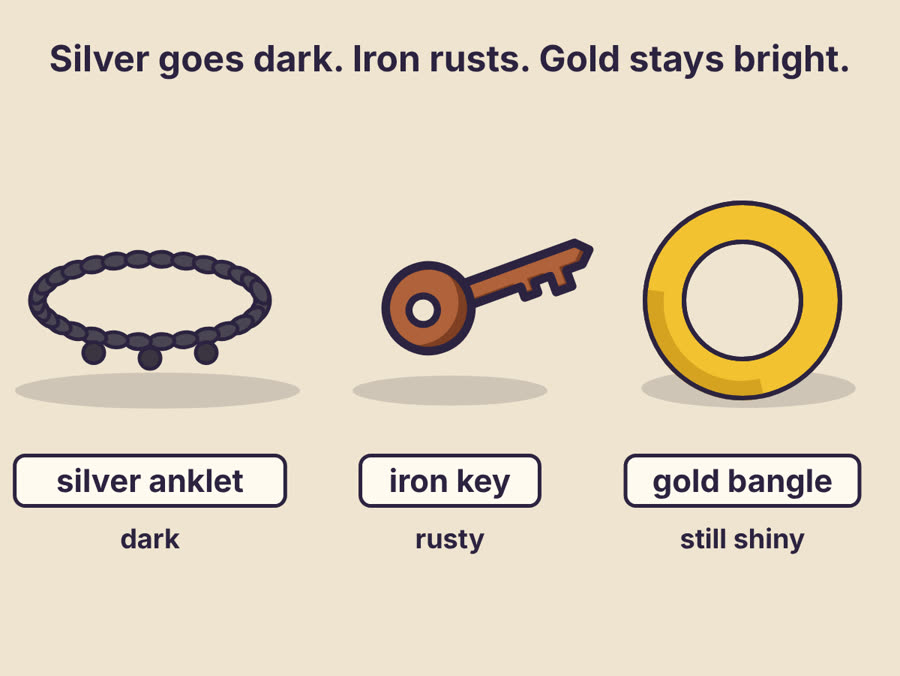 Silver goes dark. Iron rusts. Gold stays bright.
silver anklet
iron key
gold bangle
dark
rusty
still shiny